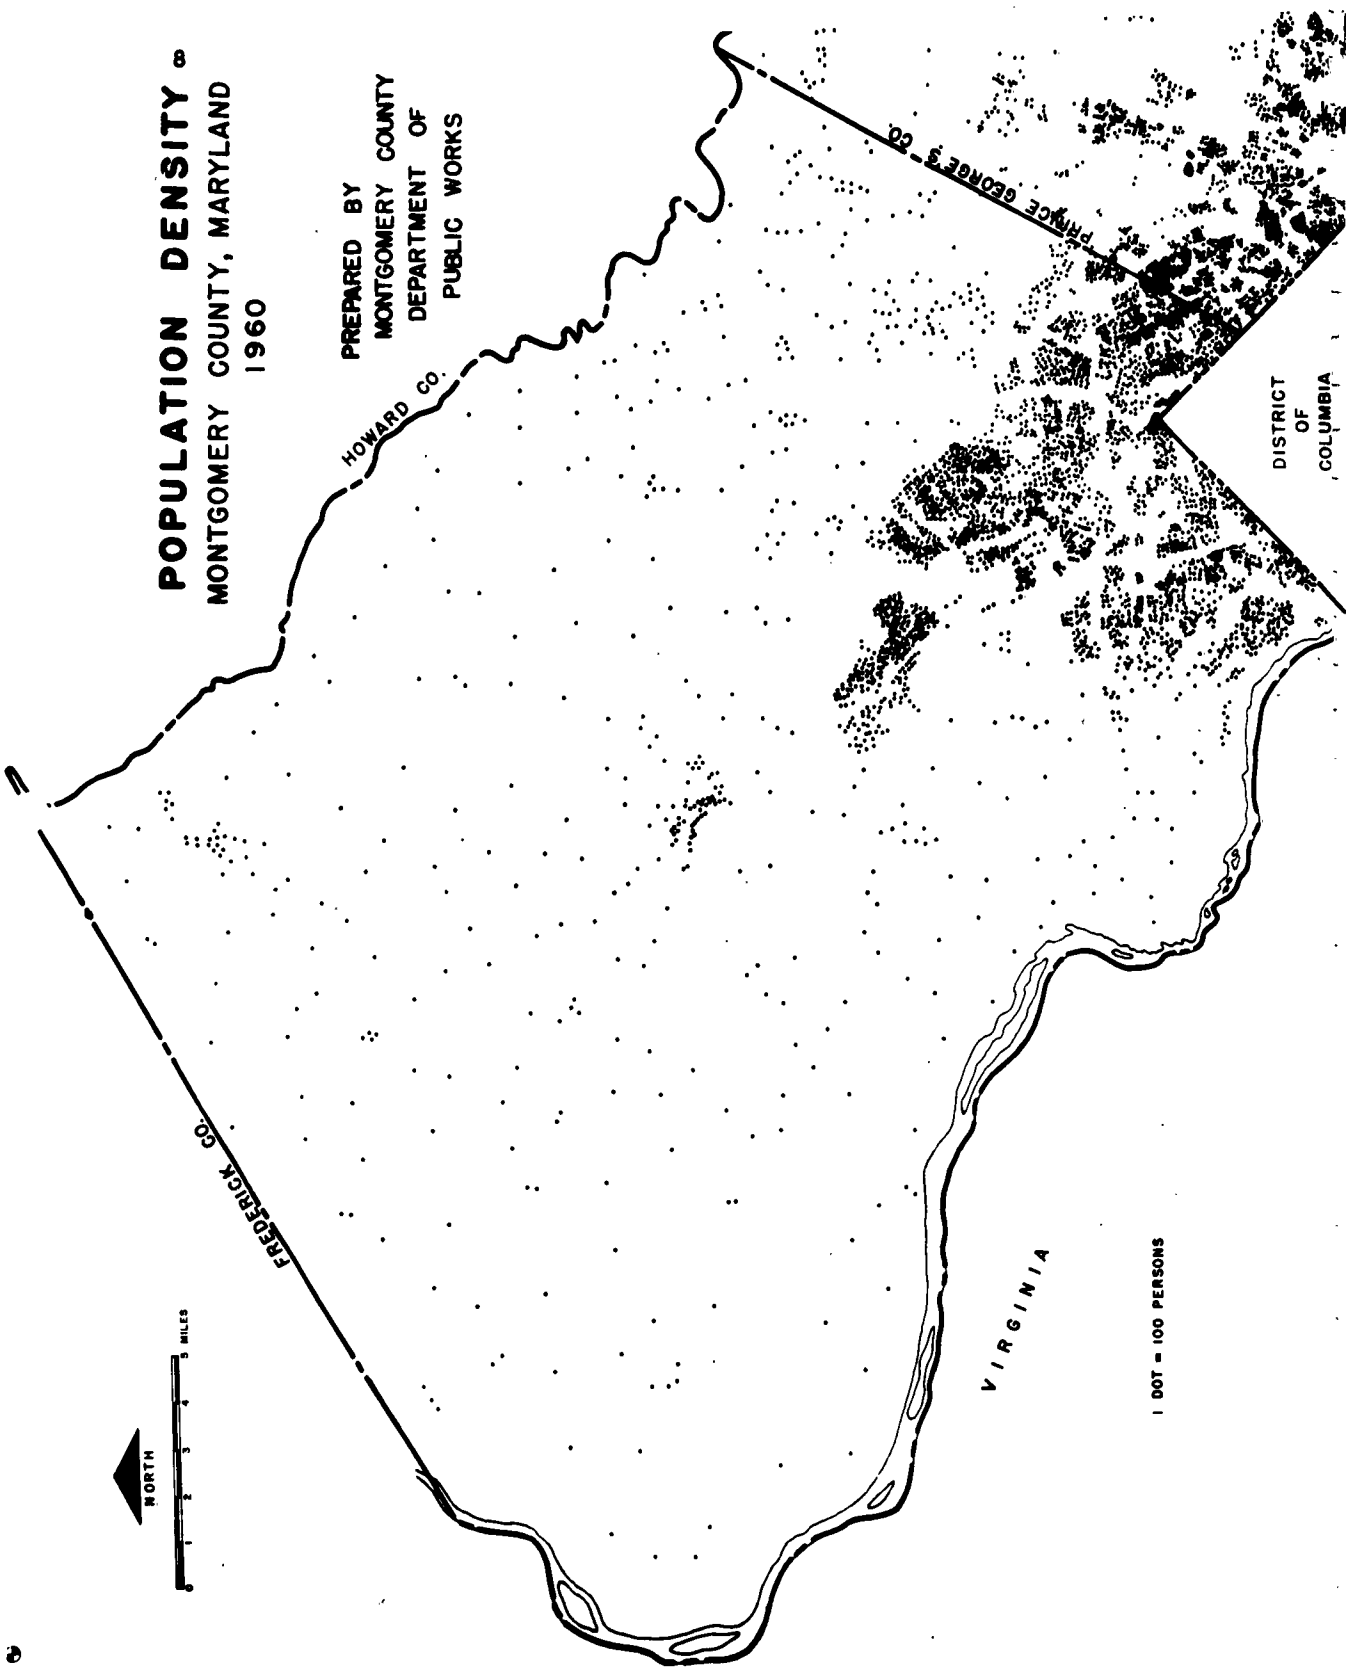 POPULATION DENSITY 8
MONTGOMERY COUNTY, MARYLAND
1960
PREPARED BY
MONTGOMERY COUNTY
DEPARTMENT OF
PUBLIC WORKS
HOWARD CO.
PRINCE GEORGE'S CO.
FREDERICK CO.
DISTRICT
OF
COLUMBIA
VIRGINIA
NORTH
0 1 2 3 4 5 MILES
1 DOT = 100 PERSONS